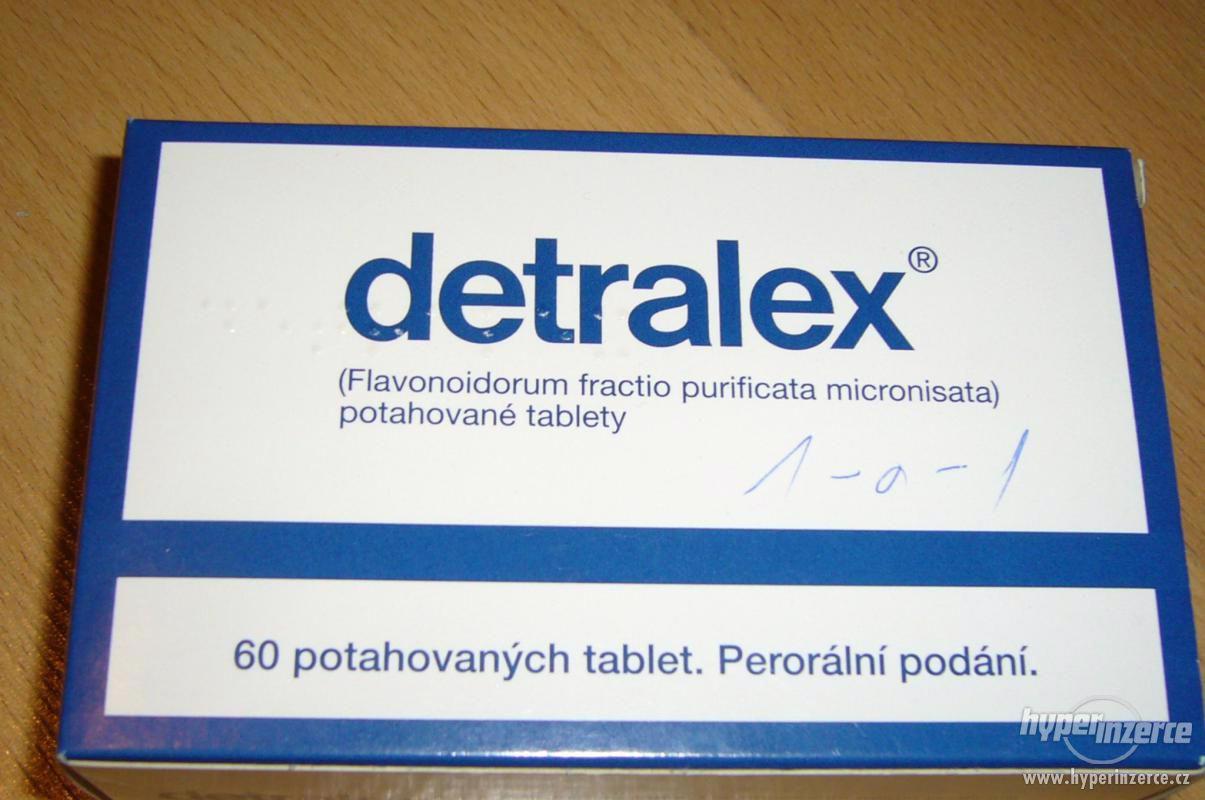 detralex®
(Flavonoidorum fractio purificata micronisata)
potahované tablety
1-0-1
60 potahovaných tablet. Perorální podání.
hyperinzerce
www.hyperinzerce.cz